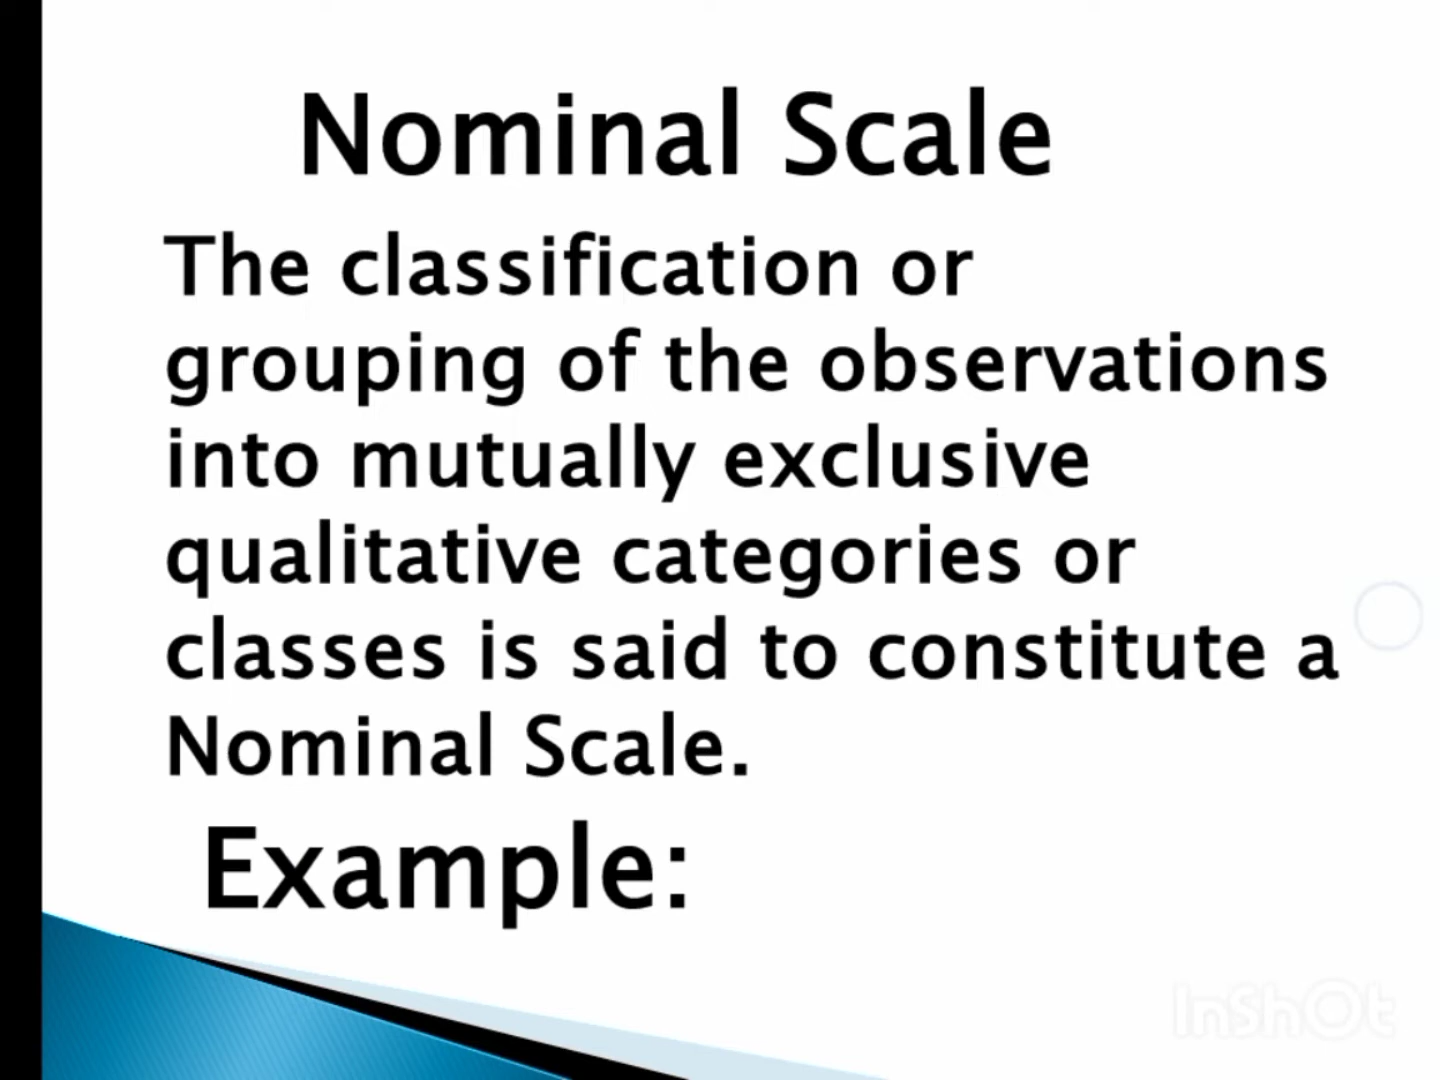 Nominal Scale
The classification or
grouping of the observations
into mutually exclusive
qualitative categories or
classes is said to constitute a
Nominal Scale.
Example:
InShOt